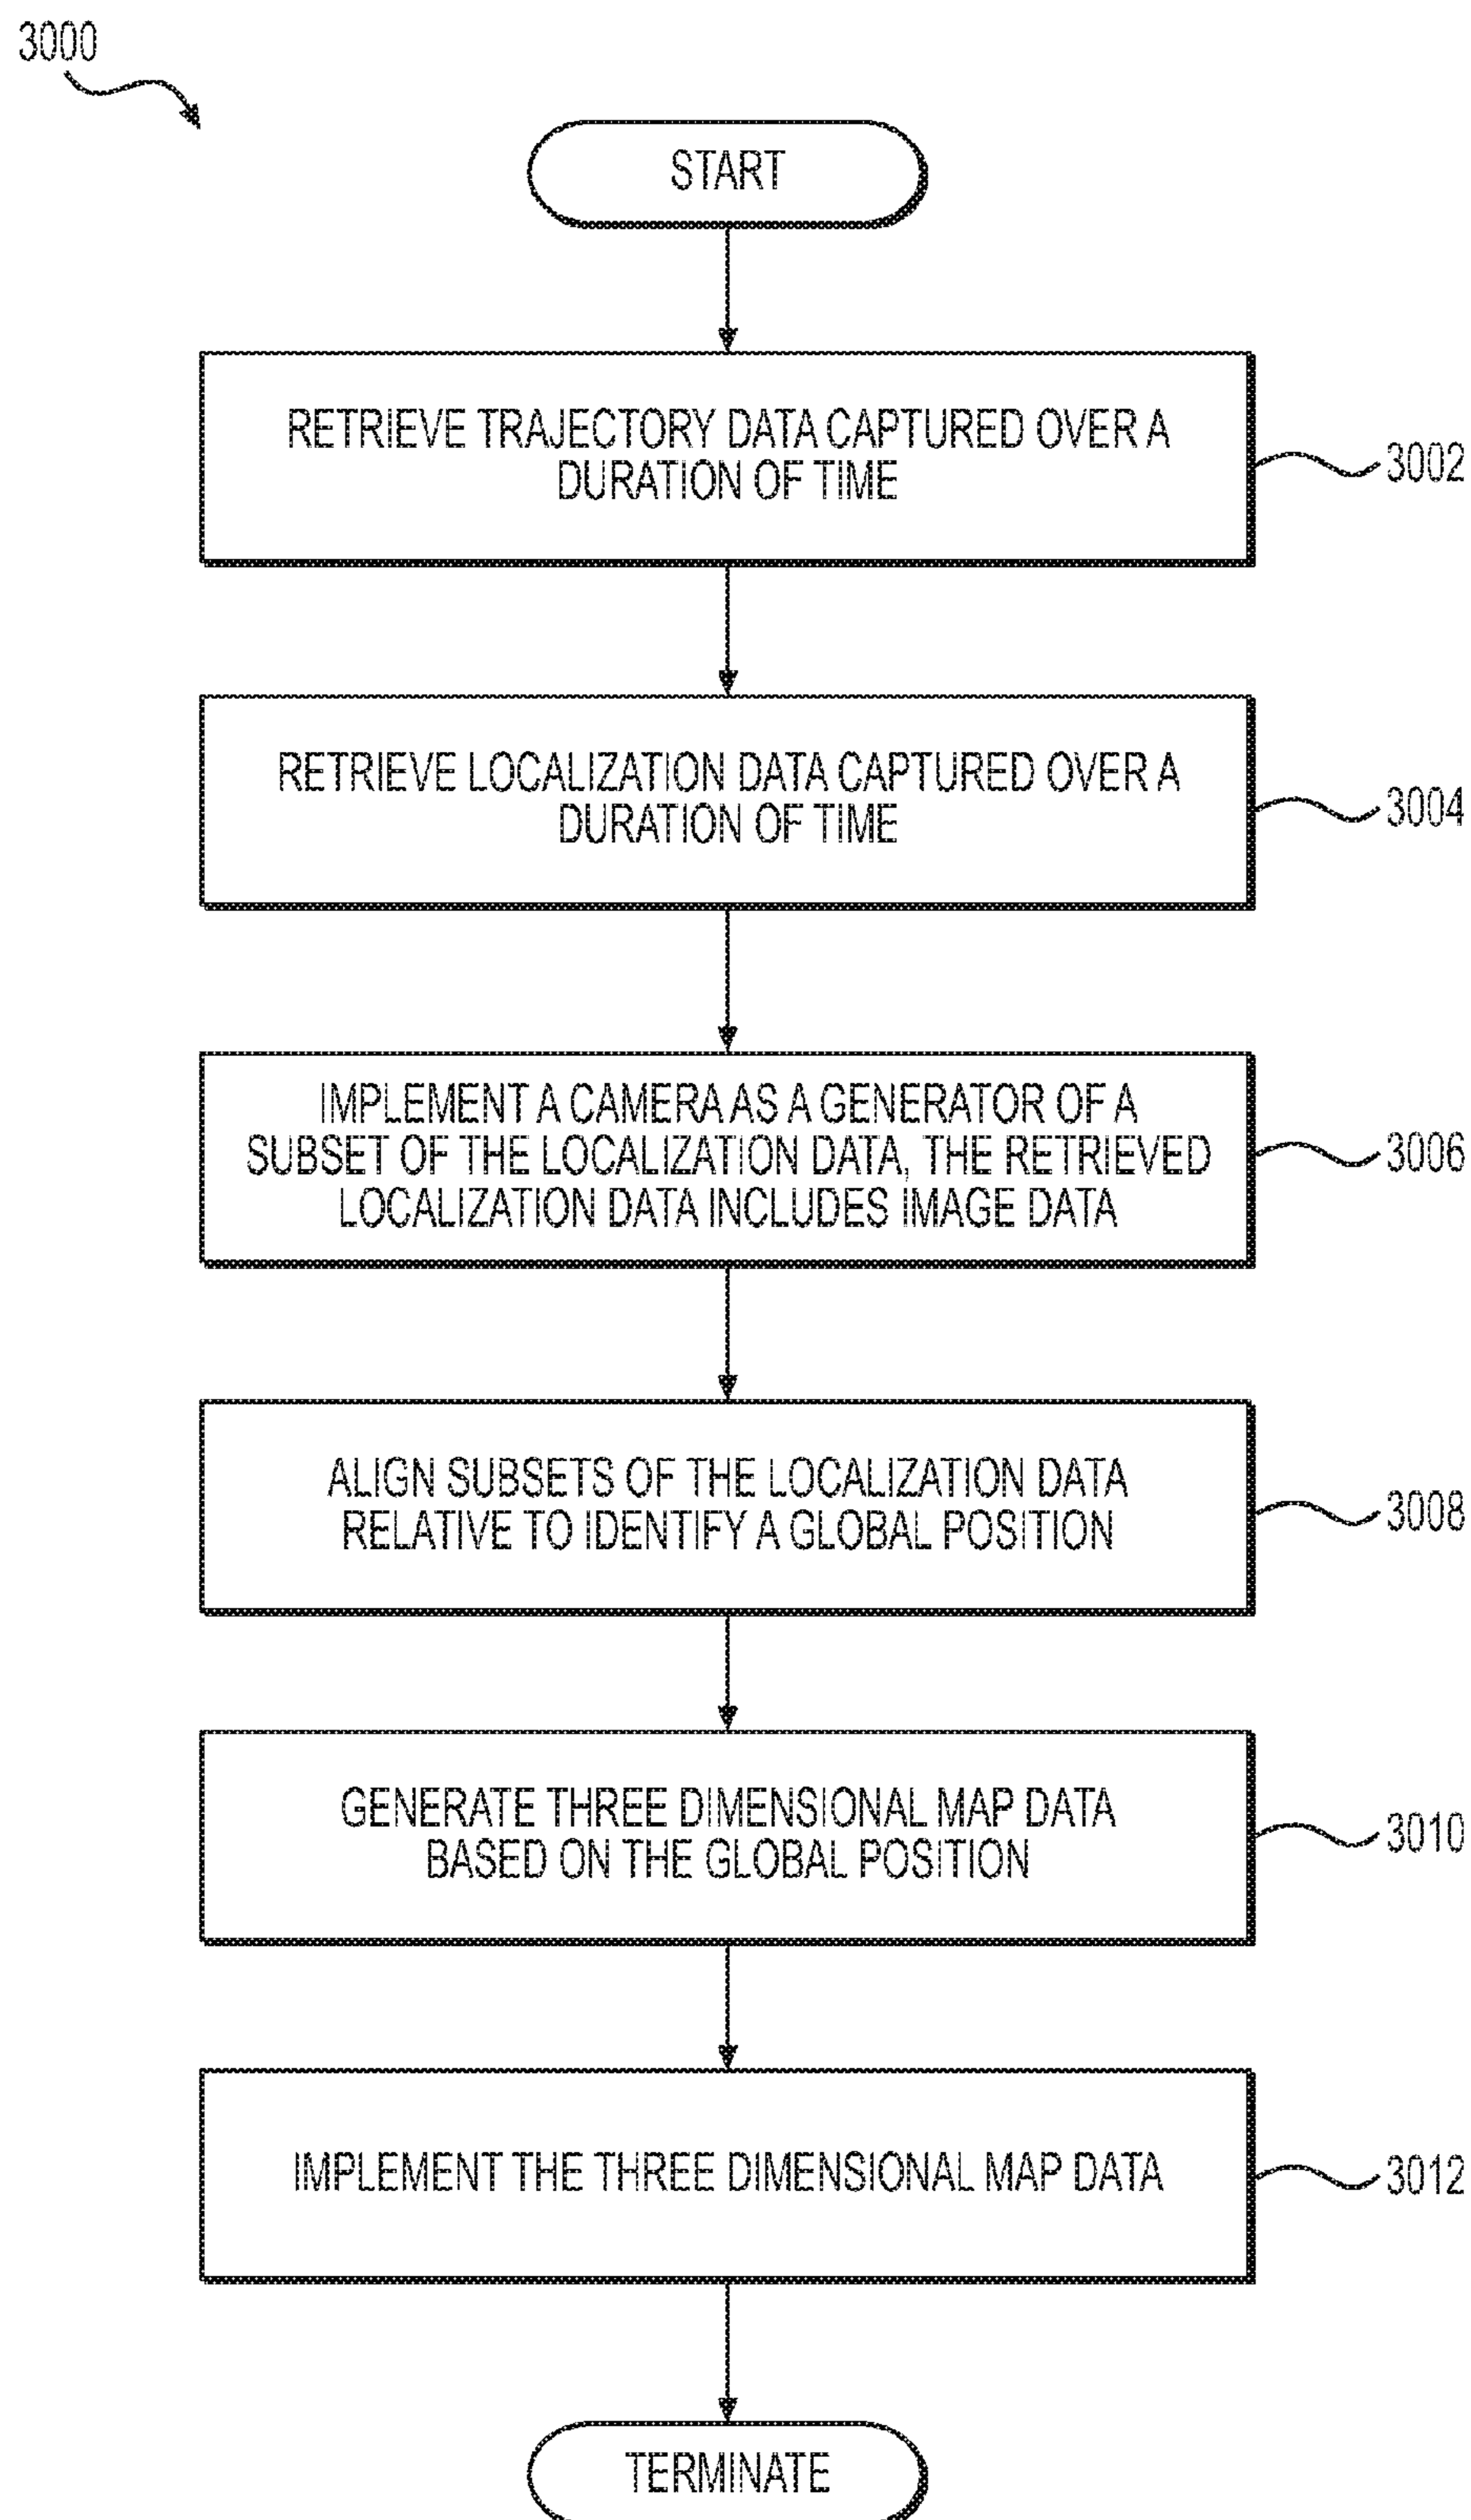 3000
START
RETRIEVE TRAJECTORY DATA CAPTURED OVER A
DURATION OF TIME
3002
RETRIEVE LOCALIZATION DATA CAPTURED OVER A
DURATION OF TIME
3004
IMPLEMENT A CAMERA AS A GENERATOR OF A
SUBSET OF THE LOCALIZATION DATA, THE RETRIEVED
LOCALIZATION DATA INCLUDES IMAGE DATA
3006
ALIGN SUBSETS OF THE LOCALIZATION DATA
RELATIVE TO IDENTIFY A GLOBAL POSITION
3008
GENERATE THREE DIMENSIONAL MAP DATA
BASED ON THE GLOBAL POSITION
3010
IMPLEMENT THE THREE DIMENSIONAL MAP DATA
3012
TERMINATE